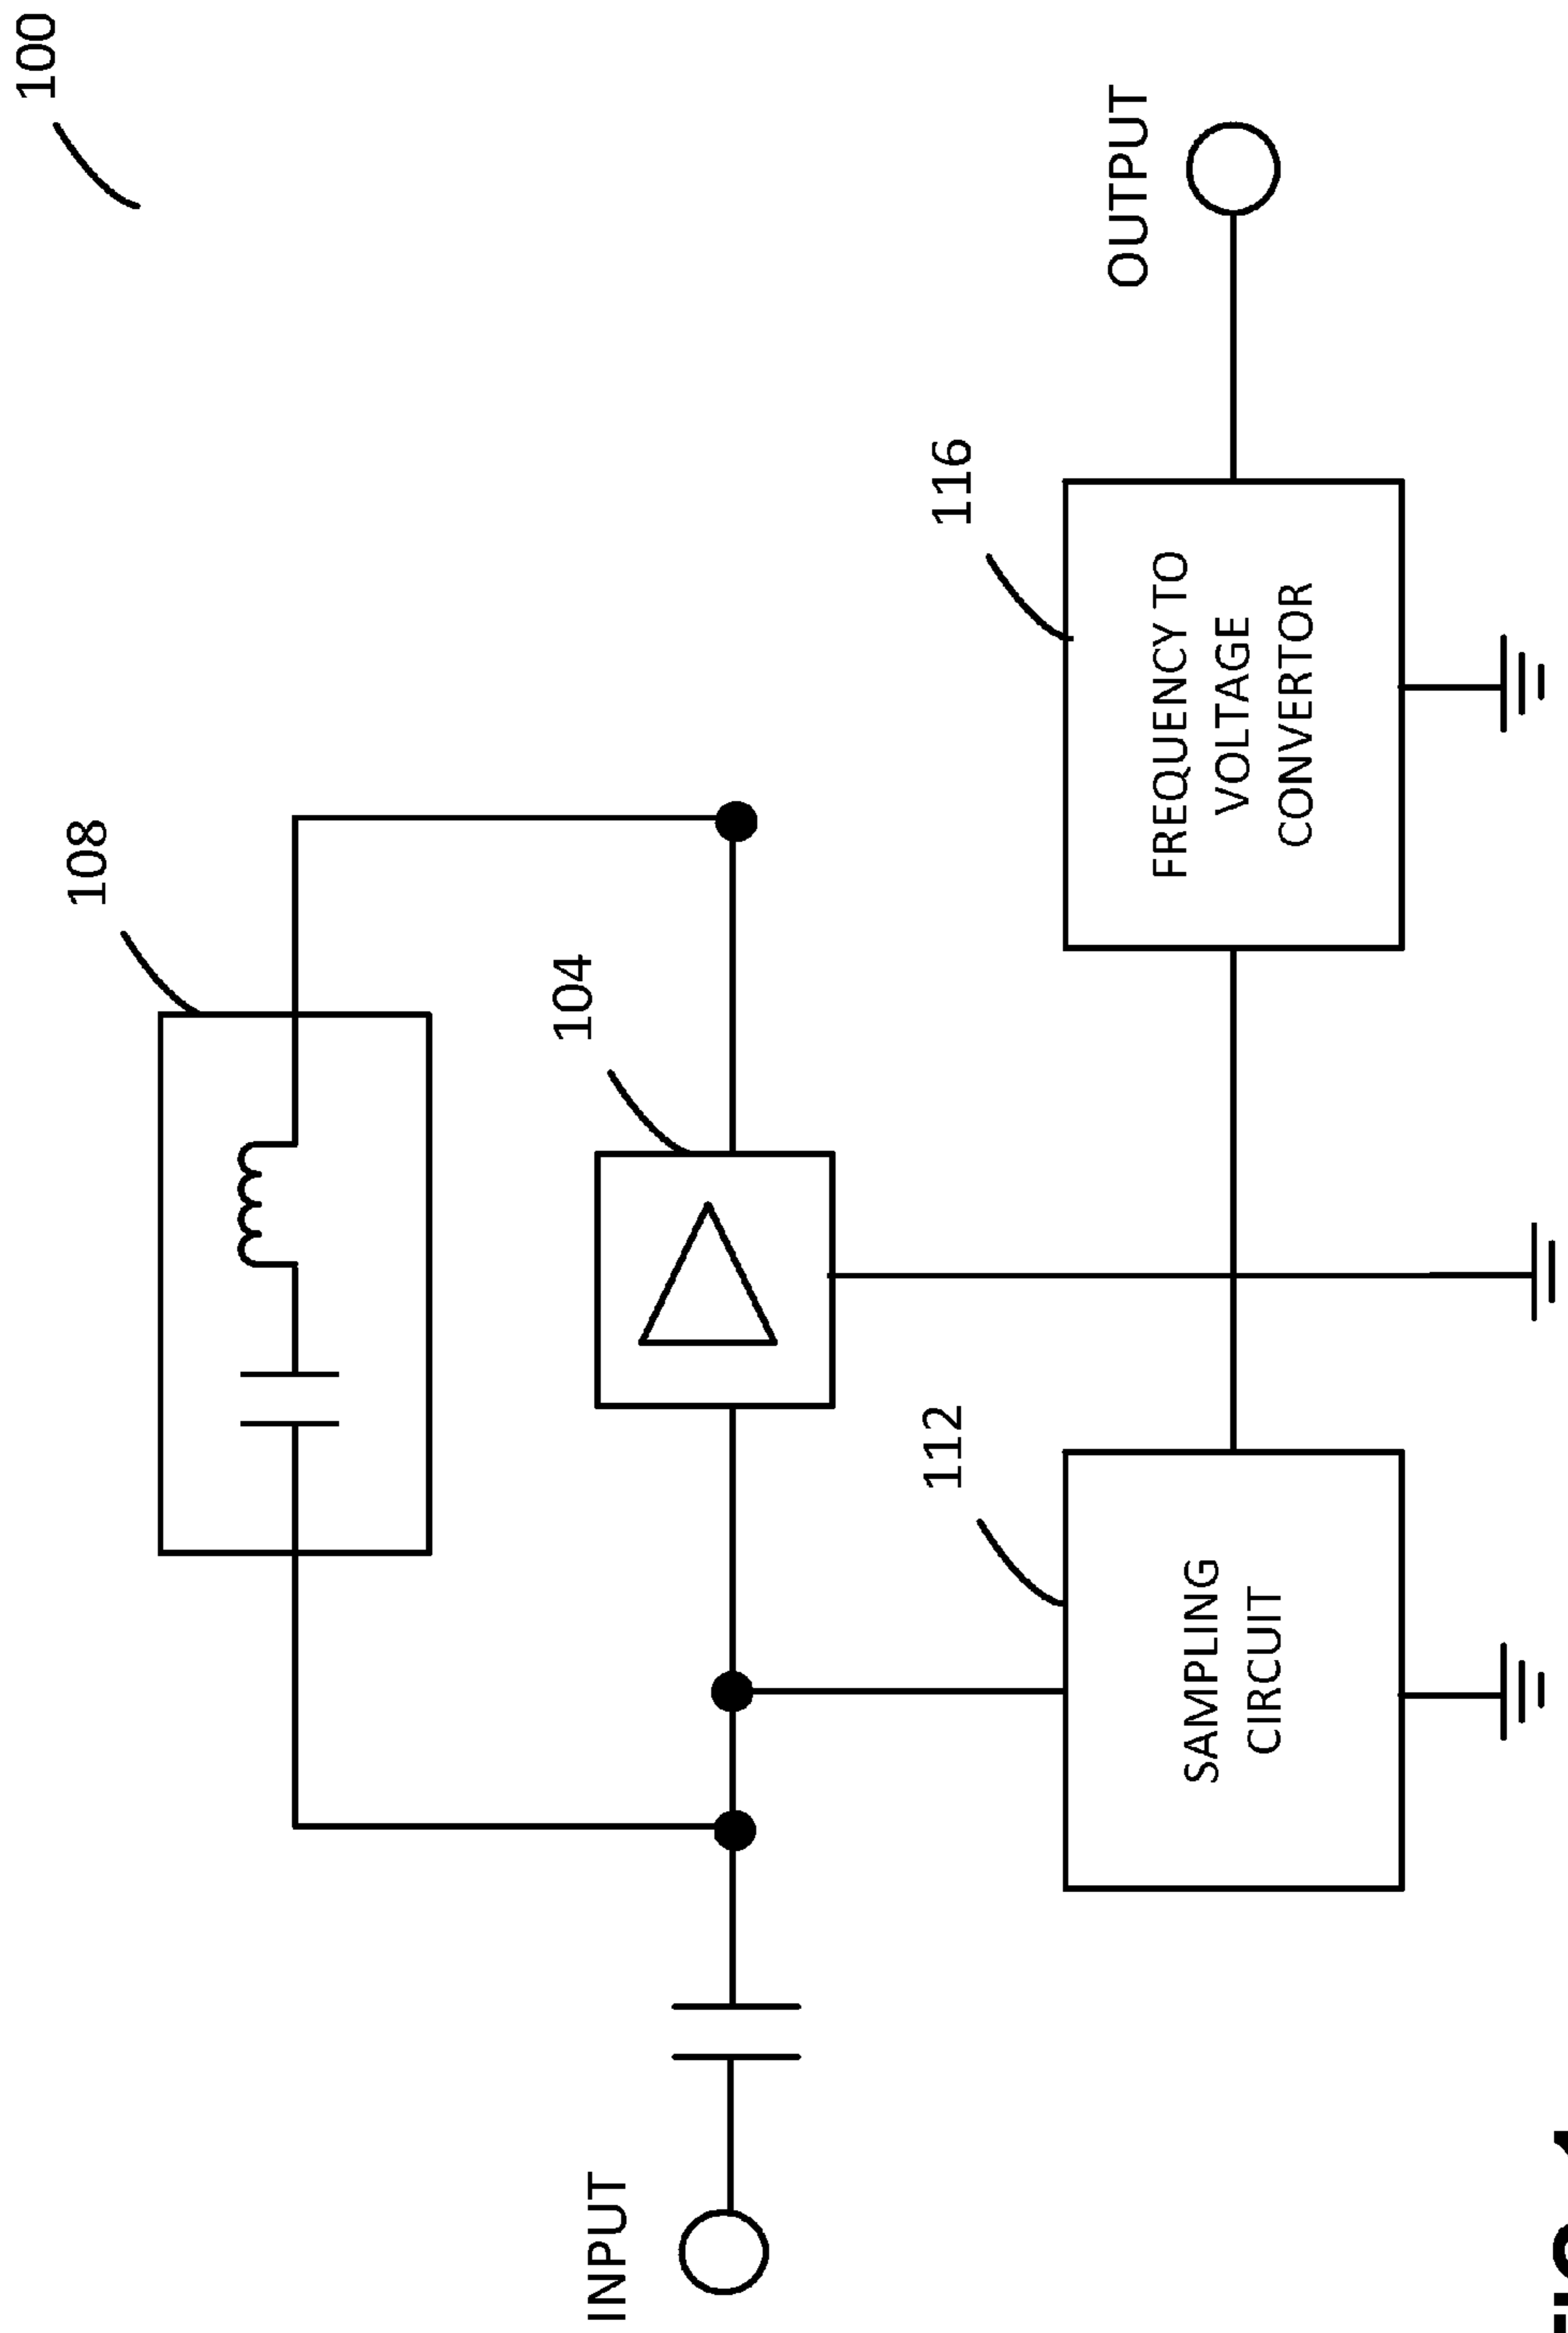 100
108
104
INPUT
112
116
OUTPUT
SAMPLING
CIRCUIT
FREQUENCY TO
VOLTAGE
CONVERTOR